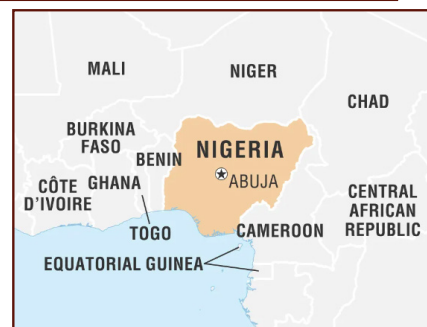 MALI
NIGER
CHAD
BURKINA
FASO
BENIN
NIGERIA
ABUJA
CÔTE
D'IVOIRE
GHANA
CENTRAL
AFRICAN
REPUBLIC
TOGO
CAMEROON
EQUATORIAL GUINEA